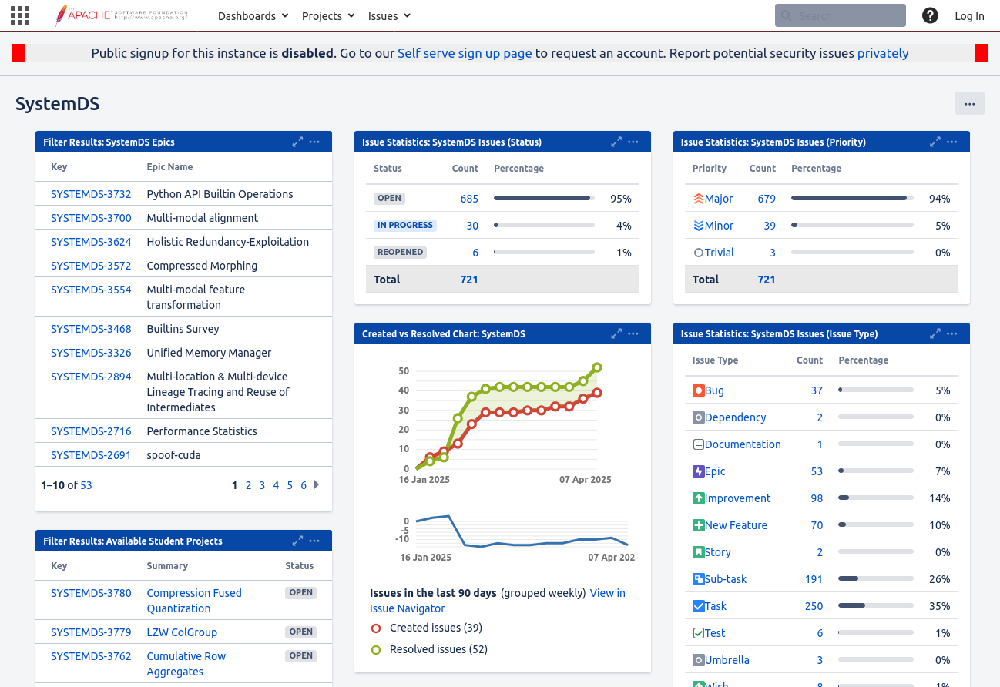 THE
APACHE SOFTWARE FOUNDATION
http://www.apache.org/
Dashboards Projects Issues Search ? Log In
Public signup for this instance is disabled. Go to our Self serve sign up page to request an account. Report potential security issues privately
SystemDS
Filter Results: SystemDS Epics
Key Epic Name
SYSTEMDS-3732 Python API Builtin Operations
SYSTEMDS-3700 Multi-modal alignment
SYSTEMDS-3624 Holistic Redundancy-Exploitation
SYSTEMDS-3572 Compressed Morphing
SYSTEMDS-3554 Multi-modal feature
transformation
SYSTEMDS-3468 Builtins Survey
SYSTEMDS-3326 Unified Memory Manager
SYSTEMDS-2894 Multi-location & Multi-device
Lineage Tracing and Reuse of
Intermediates
SYSTEMDS-2716 Performance Statistics
SYSTEMDS-2691 spoof-cuda
1–10 of 53 1 2 3 4 5 6
Filter Results: Available Student Projects
Key Summary Status
SYSTEMDS-3780 Compression Fused OPEN
Quantization
SYSTEMDS-3779 LZW ColGroup OPEN
SYSTEMDS-3762 Cumulative Row OPEN
Aggregates
Issue Statistics: SystemDS Issues (Status)
Status Count Percentage
OPEN 685 95%
IN PROGRESS 30 4%
REOPENED 6 1%
Total 721
Created vs Resolved Chart: SystemDS
50
40
30
20
10
0
16 Jan 2025 07 Apr 2025
0
-5
-10
16 Jan 2025 07 Apr 202
Issues in the last 90 days (grouped weekly) View in
Issue Navigator
Created issues (39)
Resolved issues (52)
Issue Statistics: SystemDS Issues (Priority)
Priority Count Percentage
Major 679 94%
Minor 39 5%
Trivial 3 0%
Total 721
Issue Statistics: SystemDS Issues (Issue Type)
Issue Type Count Percentage
Bug 37 5%
Dependency 2 0%
Documentation 1 0%
Epic 53 7%
Improvement 98 14%
New Feature 70 10%
Story 2 0%
Sub-task 191 26%
Task 250 35%
Test 6 1%
Umbrella 3 0%
Wish 8 1%